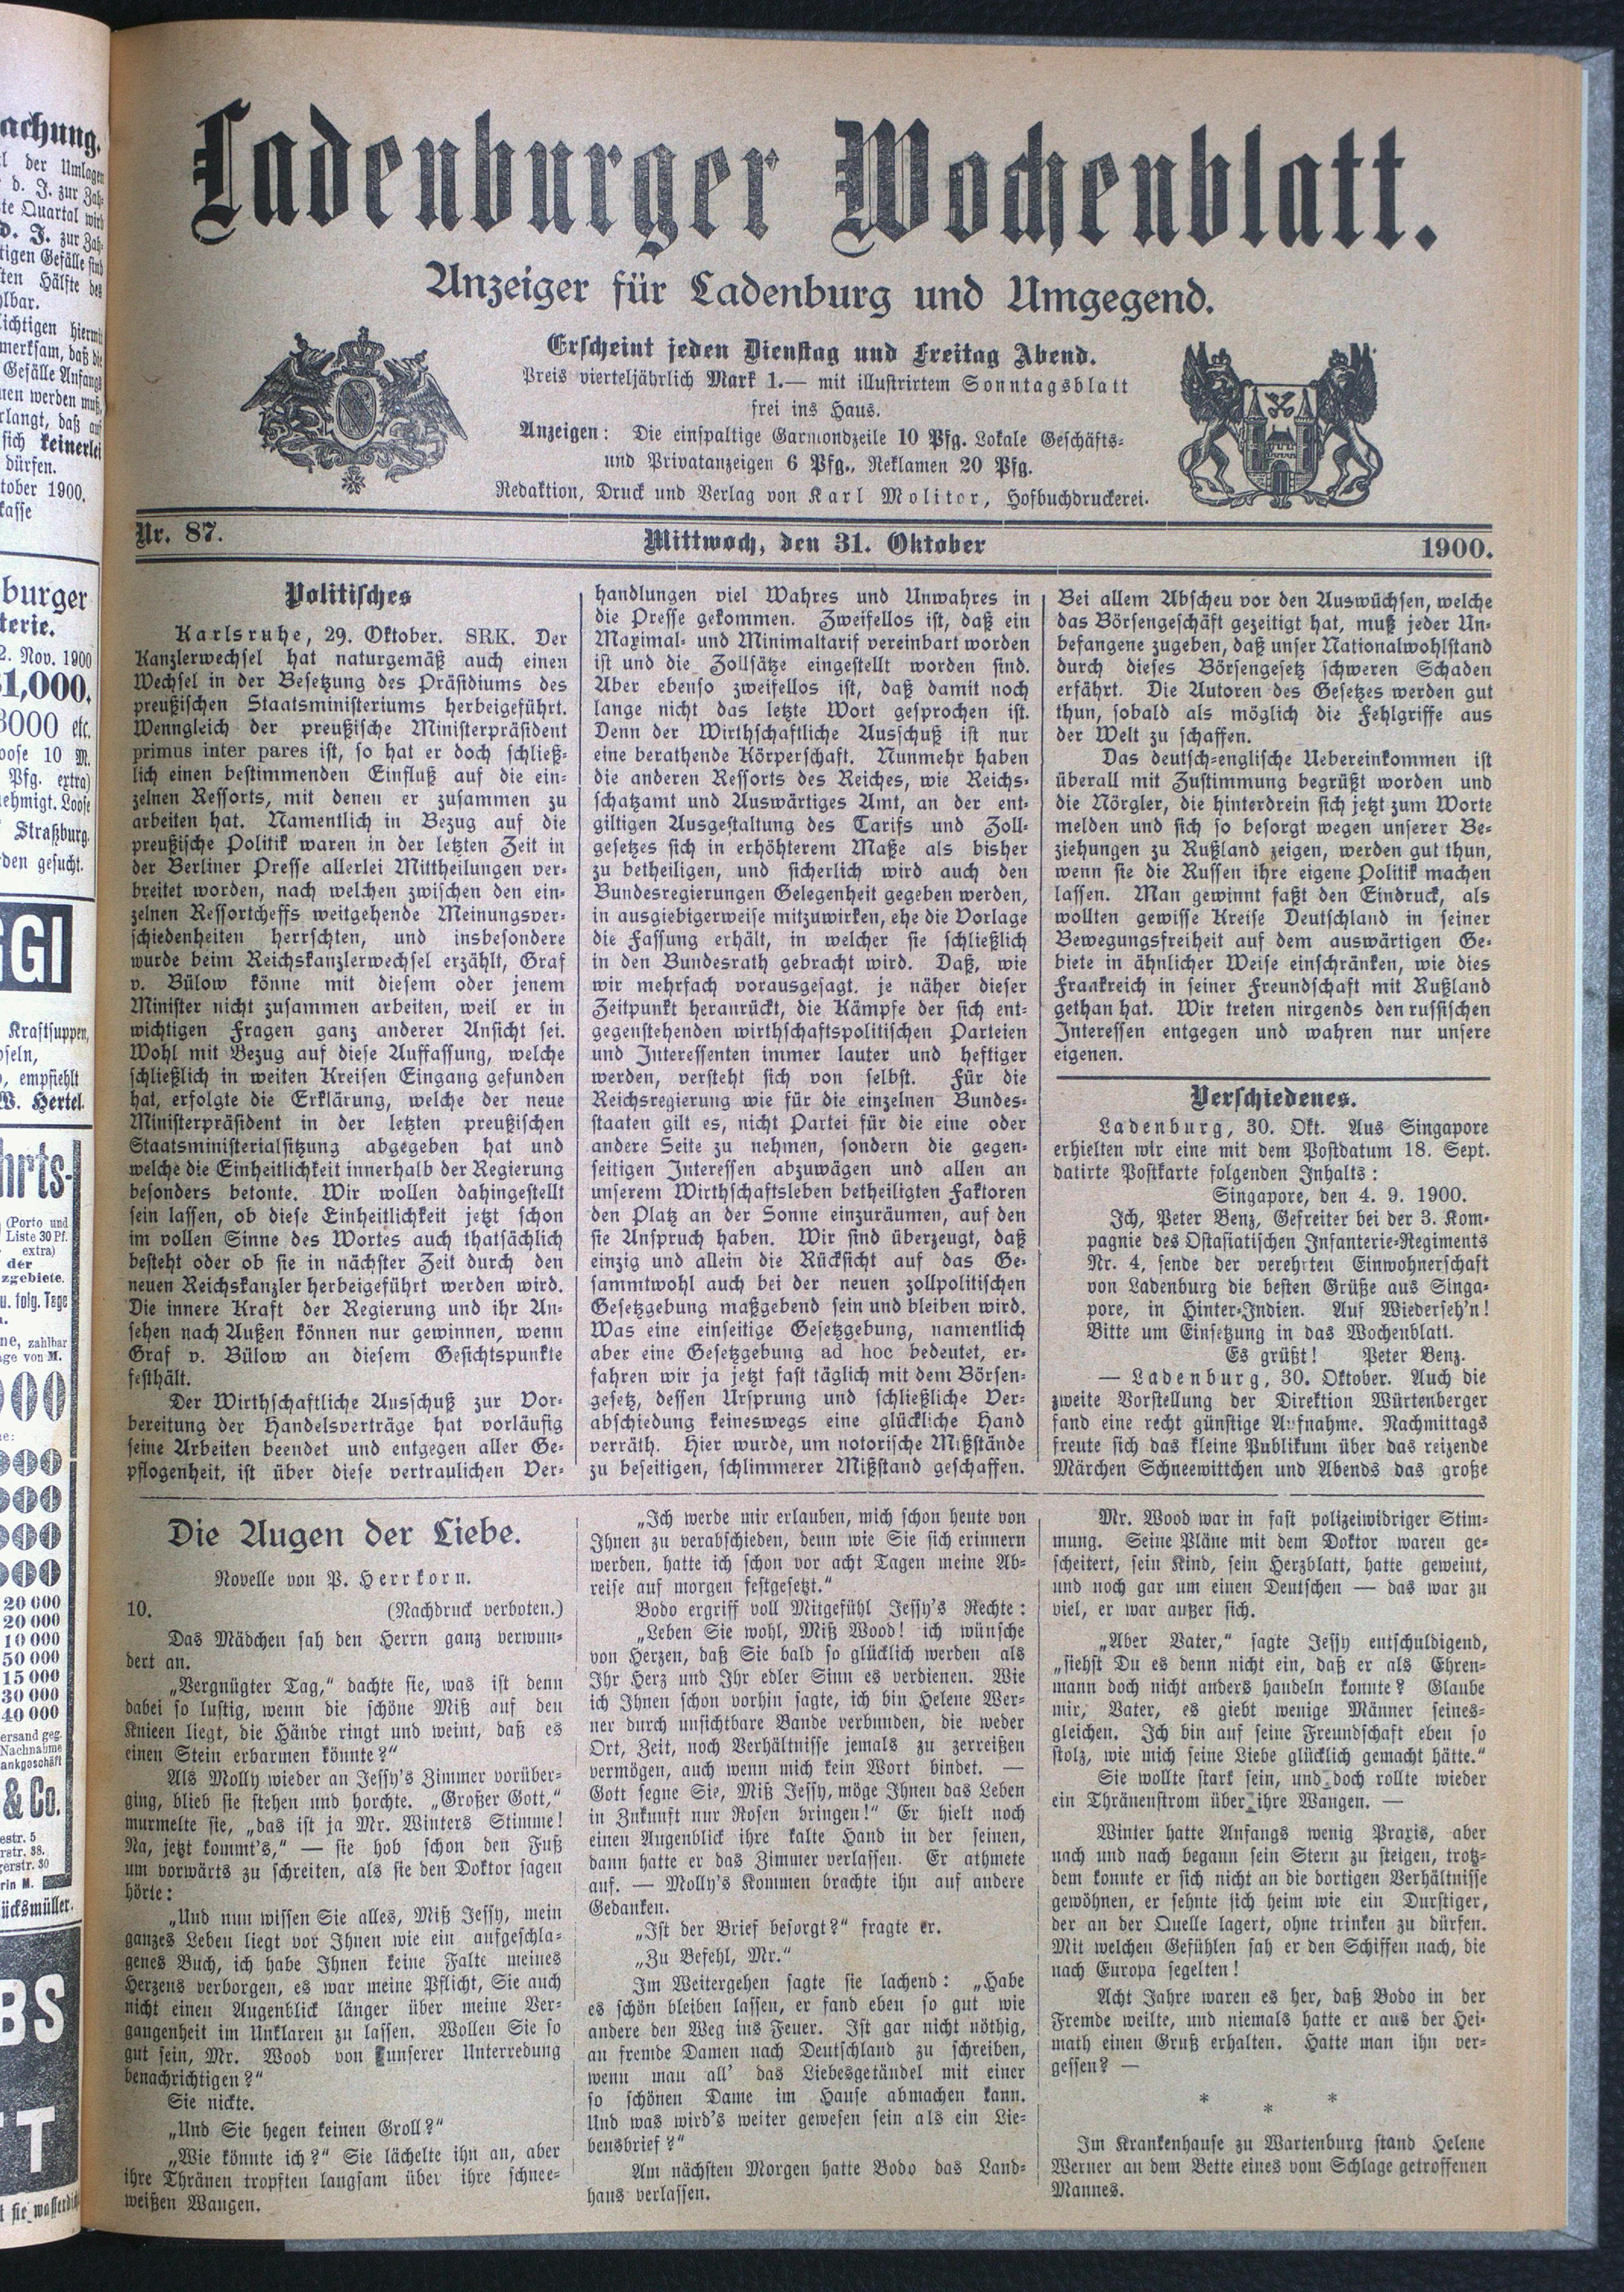 Ladenburger Wochenblatt.
Anzeiger für Ladenburg und Umgegend.
Erscheint jeden Dienstag und Freitag Abend.
Preis vierteljährlich Mark 1.— mit illustrirtem Sonntagsblatt
frei ins Haus.
Anzeigen: Die einspaltige Garmondzeile 10 Pfg. Lokale Geschäfts-
und Privatanzeigen 6 Pfg., Reklamen 20 Pfg.
Redaktion, Druck und Verlag von Karl Molitor, Hofbuchdruckerei.
Nr. 87. Mittwoch, den 31. Oktober 1900.
Politisches
Karlsruhe, 29. Oktober. SRK. Der
Kanzlerwechsel hat naturgemäß auch einen
Wechsel in der Besetzung des Präsidiums des
preußischen Staatsministeriums herbeigeführt.
Wenngleich der preußische Ministerpräsident
primus inter pares ist, so hat er doch schließ-
lich einen bestimmenden Einfluß auf die ein-
zelnen Ressorts, mit denen er zusammen zu
arbeiten hat. Namentlich in Bezug auf die
preußische Politik waren in der letzten Zeit in
der Berliner Presse allerlei Mittheilungen ver-
breitet worden, nach welchen zwischen den ein-
zelnen Ressortcheffs weitgehende Meinungsver-
schiedenheiten herrschten, und insbesondere
wurde beim Reichskanzlerwechsel erzählt, Graf
v. Bülow könne mit diesem oder jenem
Minister nicht zusammen arbeiten, weil er in
wichtigen Fragen ganz anderer Ansicht sei.
Wohl mit Bezug auf diese Auffassung, welche
schließlich in weiten Kreisen Eingang gefunden
hat, erfolgte die Erklärung, welche der neue
Ministerpräsident in der letzten preußischen
Staatsministerialsitzung abgegeben hat und
welche die Einheitlichkeit innerhalb der Regierung
besonders betonte. Wir wollen dahingestellt
sein lassen, ob diese Einheitlichkeit jetzt schon
im vollen Sinne des Wortes auch thatsächlich
besteht oder ob sie in nächster Zeit durch den
neuen Reichskanzler herbeigeführt werden wird.
Die innere Kraft der Regierung und ihr An-
sehen nach Außen können nur gewinnen, wenn
Graf v. Bülow an diesem Gesichtspunkte
festhält.
Der Wirthschaftliche Ausschuß zur Vor-
bereitung der Handelsverträge hat vorläufig
seine Arbeiten beendet und entgegen aller Ge-
pflogenheit, ist über diese vertraulichen Ver-
handlungen viel Wahres und Unwahres in
die Presse gekommen. Zweifellos ist, daß ein
Maximal- und Minimaltarif vereinbart worden
ist und die Zollsätze eingestellt worden sind.
Aber ebenso zweifellos ist, daß damit noch
lange nicht das letzte Wort gesprochen ist.
Denn der Wirthschaftliche Ausschuß ist nur
eine berathende Körperschaft. Nunmehr haben
die anderen Ressorts des Reiches, wie Reichs-
schatzamt und Auswärtiges Amt, an der ent-
giltigen Ausgestaltung des Tarifs und Zoll-
gesetzes sich in erhöhterem Maße als bisher
zu betheiligen, und sicherlich wird auch den
Bundesregierungen Gelegenheit gegeben werden,
in ausgiebigerweise mitzuwirken, ehe die Vorlage
die Fassung erhält, in welcher sie schließlich
in den Bundesrath gebracht wird. Daß, wie
wir mehrfach vorausgesagt. je näher dieser
Zeitpunkt heranrückt, die Kämpfe der sich ent-
gegenstehenden wirthschaftspolitischen Parteien
und Interessenten immer lauter und heftiger
werden, versteht sich von selbst. Für die
Reichsregierung wie für die einzelnen Bundes-
staaten gilt es, nicht Partei für die eine oder
andere Seite zu nehmen, sondern die gegen-
seitigen Interessen abzuwägen und allen an
unserem Wirthschaftsleben betheiligten Faktoren
den Platz an der Sonne einzuräumen, auf den
sie Anspruch haben. Wir sind überzeugt, daß
einzig und allein die Rücksicht auf das Ge-
sammtwohl auch bei der neuen zollpolitischen
Gesetzgebung maßgebend sein und bleiben wird.
Was eine einseitige Gesetzgebung, namentlich
aber eine Gesetzgebung ad hoc bedeutet, er-
fahren wir ja jetzt fast täglich mit dem Börsen-
gesetz, dessen Ursprung und schließliche Ver-
abschiedung keineswegs eine glückliche Hand
verräth. Hier wurde, um notorische Mißstände
zu beseitigen, schlimmerer Mißstand geschaffen.
Bei allem Abscheu vor den Auswüchsen, welche
das Börsengeschäft gezeitigt hat, muß jeder Un-
befangene zugeben, daß unser Nationalwohlstand
durch dieses Börsengesetz schweren Schaden
erfährt. Die Autoren des Gesetzes werden gut
thun, sobald als möglich die Fehlgriffe aus
der Welt zu schaffen.
Das deutsch-englische Uebereinkommen ist
überall mit Zustimmung begrüßt worden und
die Nörgler, die hinterdrein sich jetzt zum Worte
melden und sich so besorgt wegen unserer Be-
ziehungen zu Rußland zeigen, werden gut thun,
wenn sie die Russen ihre eigene Politik machen
lassen. Man gewinnt faßt den Eindruck, als
wollten gewisse Kreise Deutschland in seiner
Bewegungsfreiheit auf dem auswärtigen Ge-
biete in ähnlicher Weise einschränken, wie dies
Frankreich in seiner Freundschaft mit Rußland
gethan hat. Wir treten nirgends den russischen
Interessen entgegen und wahren nur unsere
eigenen.
Verschiedenes.
Ladenburg, 30. Okt. Aus Singapore
erhielten wir eine mit dem Postdatum 18. Sept.
datirte Postkarte folgenden Inhalts:
Singapore, den 4. 9. 1900.
Ich, Peter Benz, Gefreiter bei der 3. Kom-
pagnie des Ostasiatischen Infanterie-Regiments
Nr. 4, sende der verehrten Einwohnerschaft
von Ladenburg die besten Grüße aus Singa-
pore, in Hinter-Indien. Auf Wiederseh'n!
Bitte um Einsetzung in das Wochenblatt.
Es grüßt! Peter Benz.
— Ladenburg, 30. Oktober. Auch die
zweite Vorstellung der Direktion Würtenberger
fand eine recht günstige Aufnahme. Nachmittags
freute sich das kleine Publikum über das reizende
Märchen Schneewittchen und Abends das große
Die Augen der Liebe.
Novelle von P. Herrkorn.
10. (Nachdruck verboten.)
Das Mädchen sah den Herrn ganz verwun-
dert an.
„Vergnügter Tag,“ dachte sie, was ist denn
dabei so lustig, wenn die schöne Miß auf den
Knieen liegt, die Hände ringt und weint, daß es
einen Stein erbarmen könnte?“
Als Molly wieder an Jessy's Zimmer vorüber-
ging, blieb sie stehen und horchte. „Großer Gott,“
murmelte sie, „das ist ja Mr. Winters Stimme!
Na, jetzt kommt's,“ — sie hob schon den Fuß
um vorwärts zu schreiten, als sie den Doktor sagen
hörte:
„Und nun wissen Sie alles, Miß Jessy, mein
ganzes Leben liegt vor Ihnen wie ein aufgeschla-
genes Buch, ich habe Ihnen keine Falte meines
Herzens verborgen, es war meine Pflicht, Sie auch
nicht einen Augenblick länger über meine Ver-
gangenheit im Unklaren zu lassen. Wollen Sie so
gut sein, Mr. Wood von unserer Unterredung
benachrichtigen?“
Sie nickte.
„Und Sie hegen keinen Groll?“
„Wie könnte ich?“ Sie lächelte ihn an, aber
ihre Thränen tropften langsam über ihre schnee-
weißen Wangen.
„Ich werde mir erlauben, mich schon heute von
Ihnen zu verabschieden, denn wie Sie sich erinnern
werden, hatte ich schon vor acht Tagen meine Ab-
reise auf morgen festgesetzt.“
Bodo ergriff voll Mitgefühl Jessy's Rechte:
„Leben Sie wohl, Miß Wood! ich wünsche
von Herzen, daß Sie bald so glücklich werden als
Ihr Herz und Ihr edler Sinn es verdienen. Wie
ich Ihnen schon vorhin sagte, ich bin Helene Wer-
ner durch unsichtbare Bande verbunden, die weder
Ort, Zeit, noch Verhältnisse jemals zu zerreißen
vermögen, auch wenn mich kein Wort bindet. —
Gott segne Sie, Miß Jessy, möge Ihnen das Leben
in Zukunft nur Rosen bringen!“ Er hielt noch
einen Augenblick ihre kalte Hand in der seinen,
dann hatte er das Zimmer verlassen. Er athmete
auf. — Molly's Kommen brachte ihn auf andere
Gedanken.
„Ist der Brief besorgt?“ fragte er.
„Zu Befehl, Mr.“
Im Weitergehen sagte sie lachend: „Habe
es schön bleiben lassen, er fand eben so gut wie
andere den Weg ins Feuer. Ist gar nicht nöthig,
an fremde Damen nach Deutschland zu schreiben,
wenn man all' das Liebesgetändel mit einer
so schönen Dame im Hause abmachen kann.
Und was wird's weiter gewesen sein als ein Lie-
bensbrief?“
Am nächsten Morgen hatte Bodo das Land-
haus verlassen.
Mr. Wood war in fast polizeiwidriger Stim-
mung. Seine Pläne mit dem Doktor waren ge-
scheitert, sein Kind, sein Herzblatt, hatte geweint,
und noch gar um einen Deutschen — das war zu
viel, er war außer sich.
„Aber Vater,“ sagte Jessy entschuldigend,
„siehst Du es denn nicht ein, daß er als Ehren-
mann doch nicht anders handeln konnte? Glaube
mir, Vater, es giebt wenige Männer seines-
gleichen. Ich bin auf seine Freundschaft eben so
stolz, wie mich seine Liebe glücklich gemacht hätte.“
Sie wollte stark sein, und doch rollte wieder
ein Thränenstrom über ihre Wangen. —
Winter hatte Anfangs wenig Praxis, aber
nach und nach begann sein Stern zu steigen, trotz-
dem konnte er sich nicht an die dortigen Verhältnisse
gewöhnen, er sehnte sich heim wie ein Durstiger,
der an der Quelle lagert, ohne trinken zu dürfen.
Mit welchen Gefühlen sah er den Schiffen nach, die
nach Europa segelten!
Acht Jahre waren es her, daß Bodo in der
Fremde weilte, und niemals hatte er aus der Hei-
math einen Gruß erhalten. Hatte man ihn ver-
gessen? —
* * *
Im Krankenhause zu Wartenburg stand Helene
Werner an dem Bette eines vom Schlage getroffenen
Mannes.